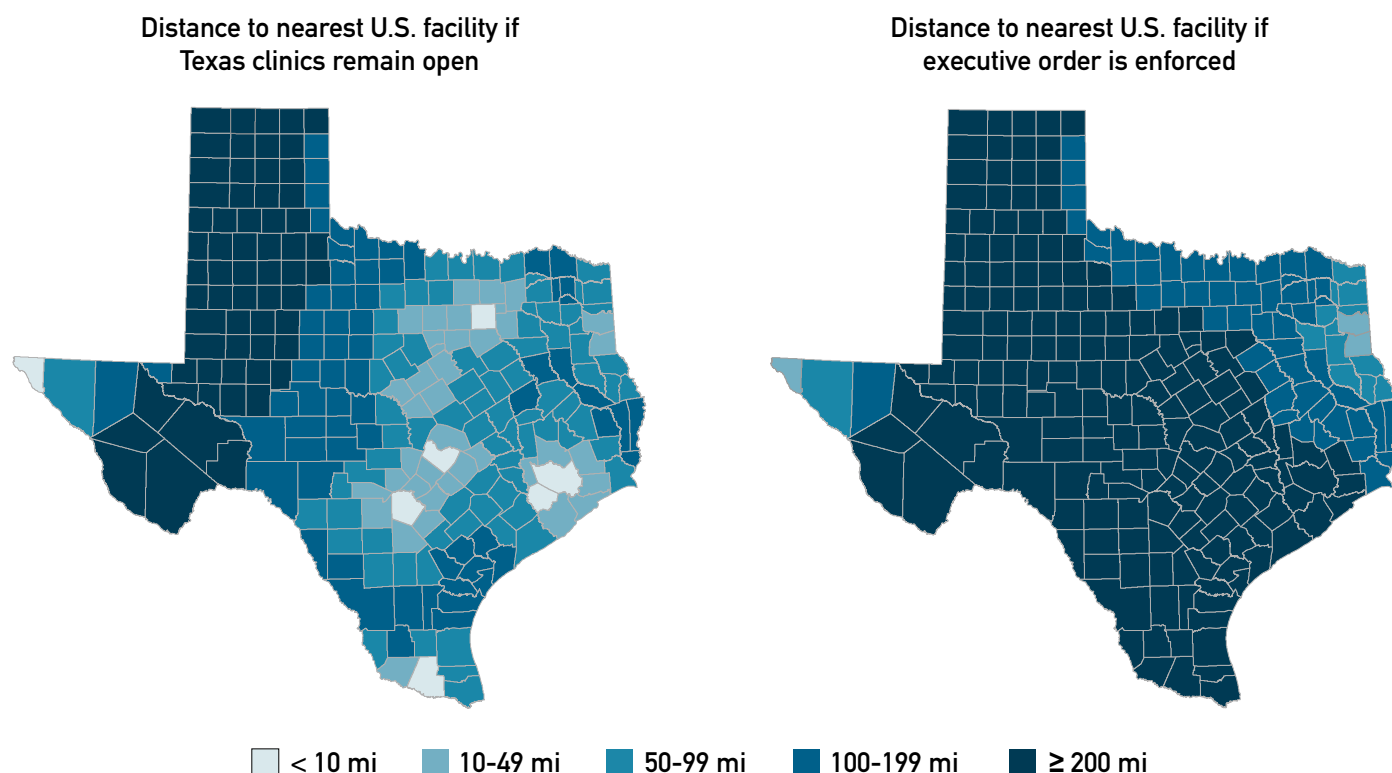 Distance to nearest U.S. facility if
Texas clinics remain open
Distance to nearest U.S. facility if
executive order is enforced
< 10 mi
10-49 mi
50-99 mi
100-199 mi
≥ 200 mi